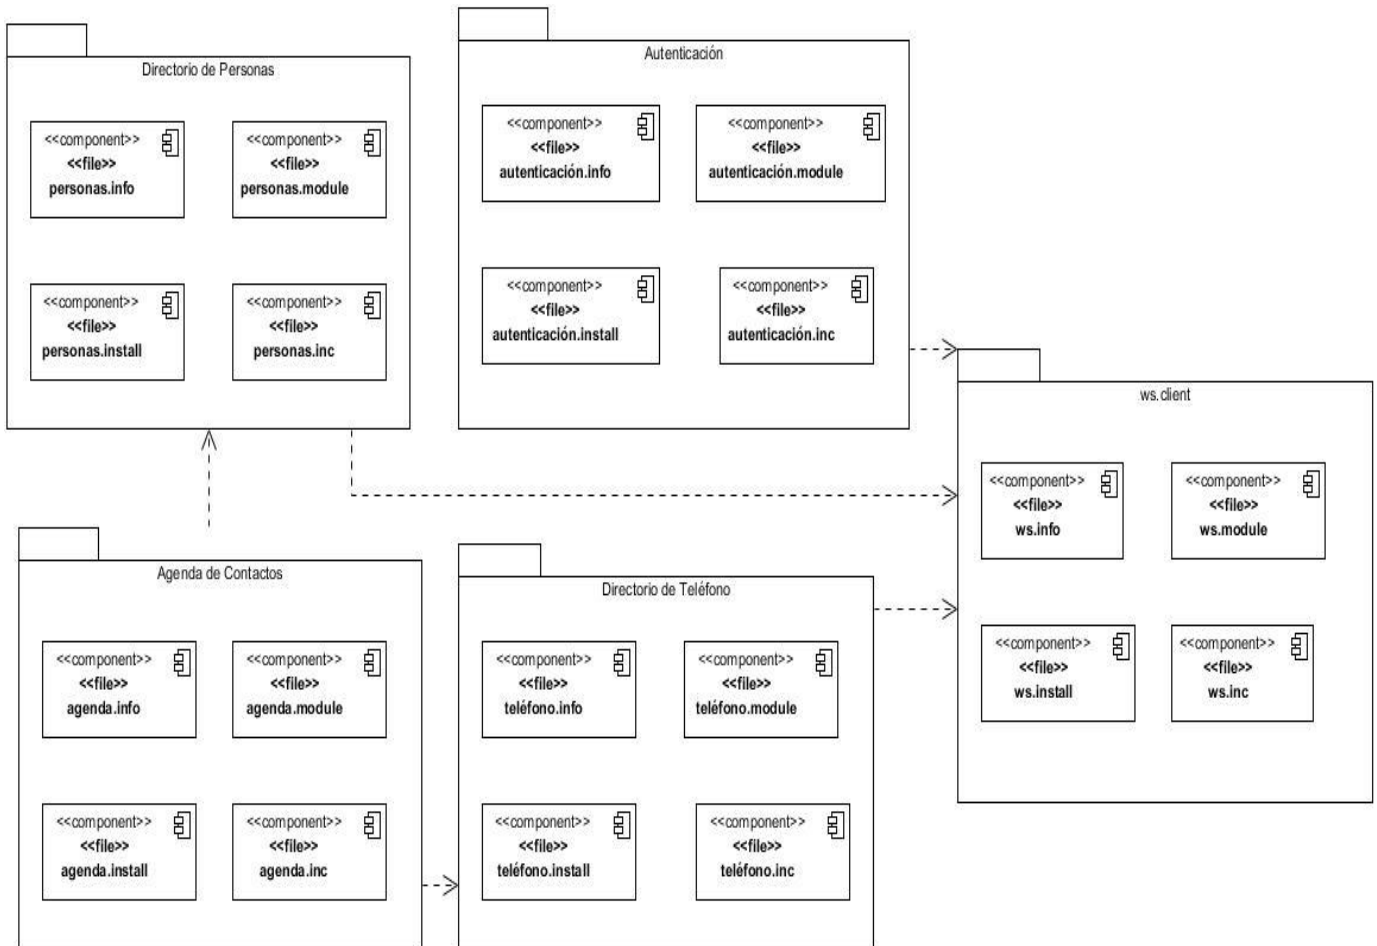 Directorio de Personas
<<component>>
<<file>>
personas.info
<<component>>
<<file>>
personas.module
<<component>>
<<file>>
personas.install
<<component>>
<<file>>
personas.inc
Autenticación
<<component>>
<<file>>
autenticación.info
<<component>>
<<file>>
autenticación.module
<<component>>
<<file>>
autenticación.install
<<component>>
<<file>>
autenticación.inc
ws.client
<<component>>
<<file>>
ws.info
<<component>>
<<file>>
ws.module
<<component>>
<<file>>
ws.install
<<component>>
<<file>>
ws.inc
Agenda de Contactos
<<component>>
<<file>>
agenda.info
<<component>>
<<file>>
agenda.module
<<component>>
<<file>>
agenda.install
<<component>>
<<file>>
agenda.inc
Directorio de Teléfono
<<component>>
<<file>>
teléfono.info
<<component>>
<<file>>
teléfono.module
<<component>>
<<file>>
teléfono.install
<<component>>
<<file>>
teléfono.inc